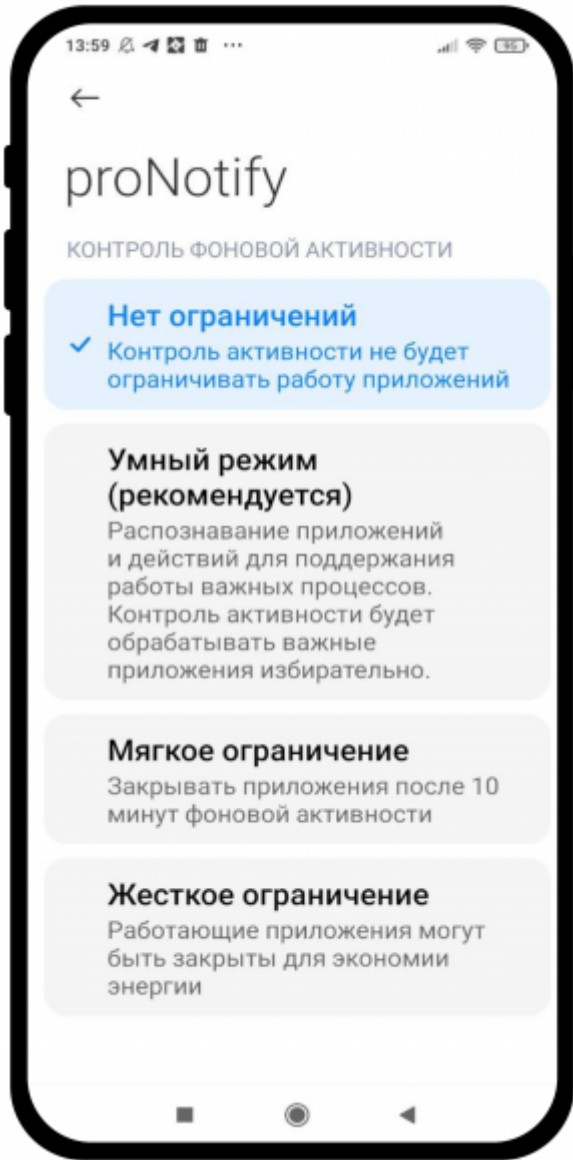 13:59
95
proNotify
КОНТРОЛЬ ФОНОВОЙ АКТИВНОСТИ
Нет ограничений
Контроль активности не будет
ограничивать работу приложений
Умный режим
(рекомендуется)
Распознавание приложений
и действий для поддержания
работы важных процессов.
Контроль активности будет
обрабатывать важные
приложения избирательно.
Мягкое ограничение
Закрывать приложения после 10
минут фоновой активности
Жесткое ограничение
Работающие приложения могут
быть закрыты для экономии
энергии